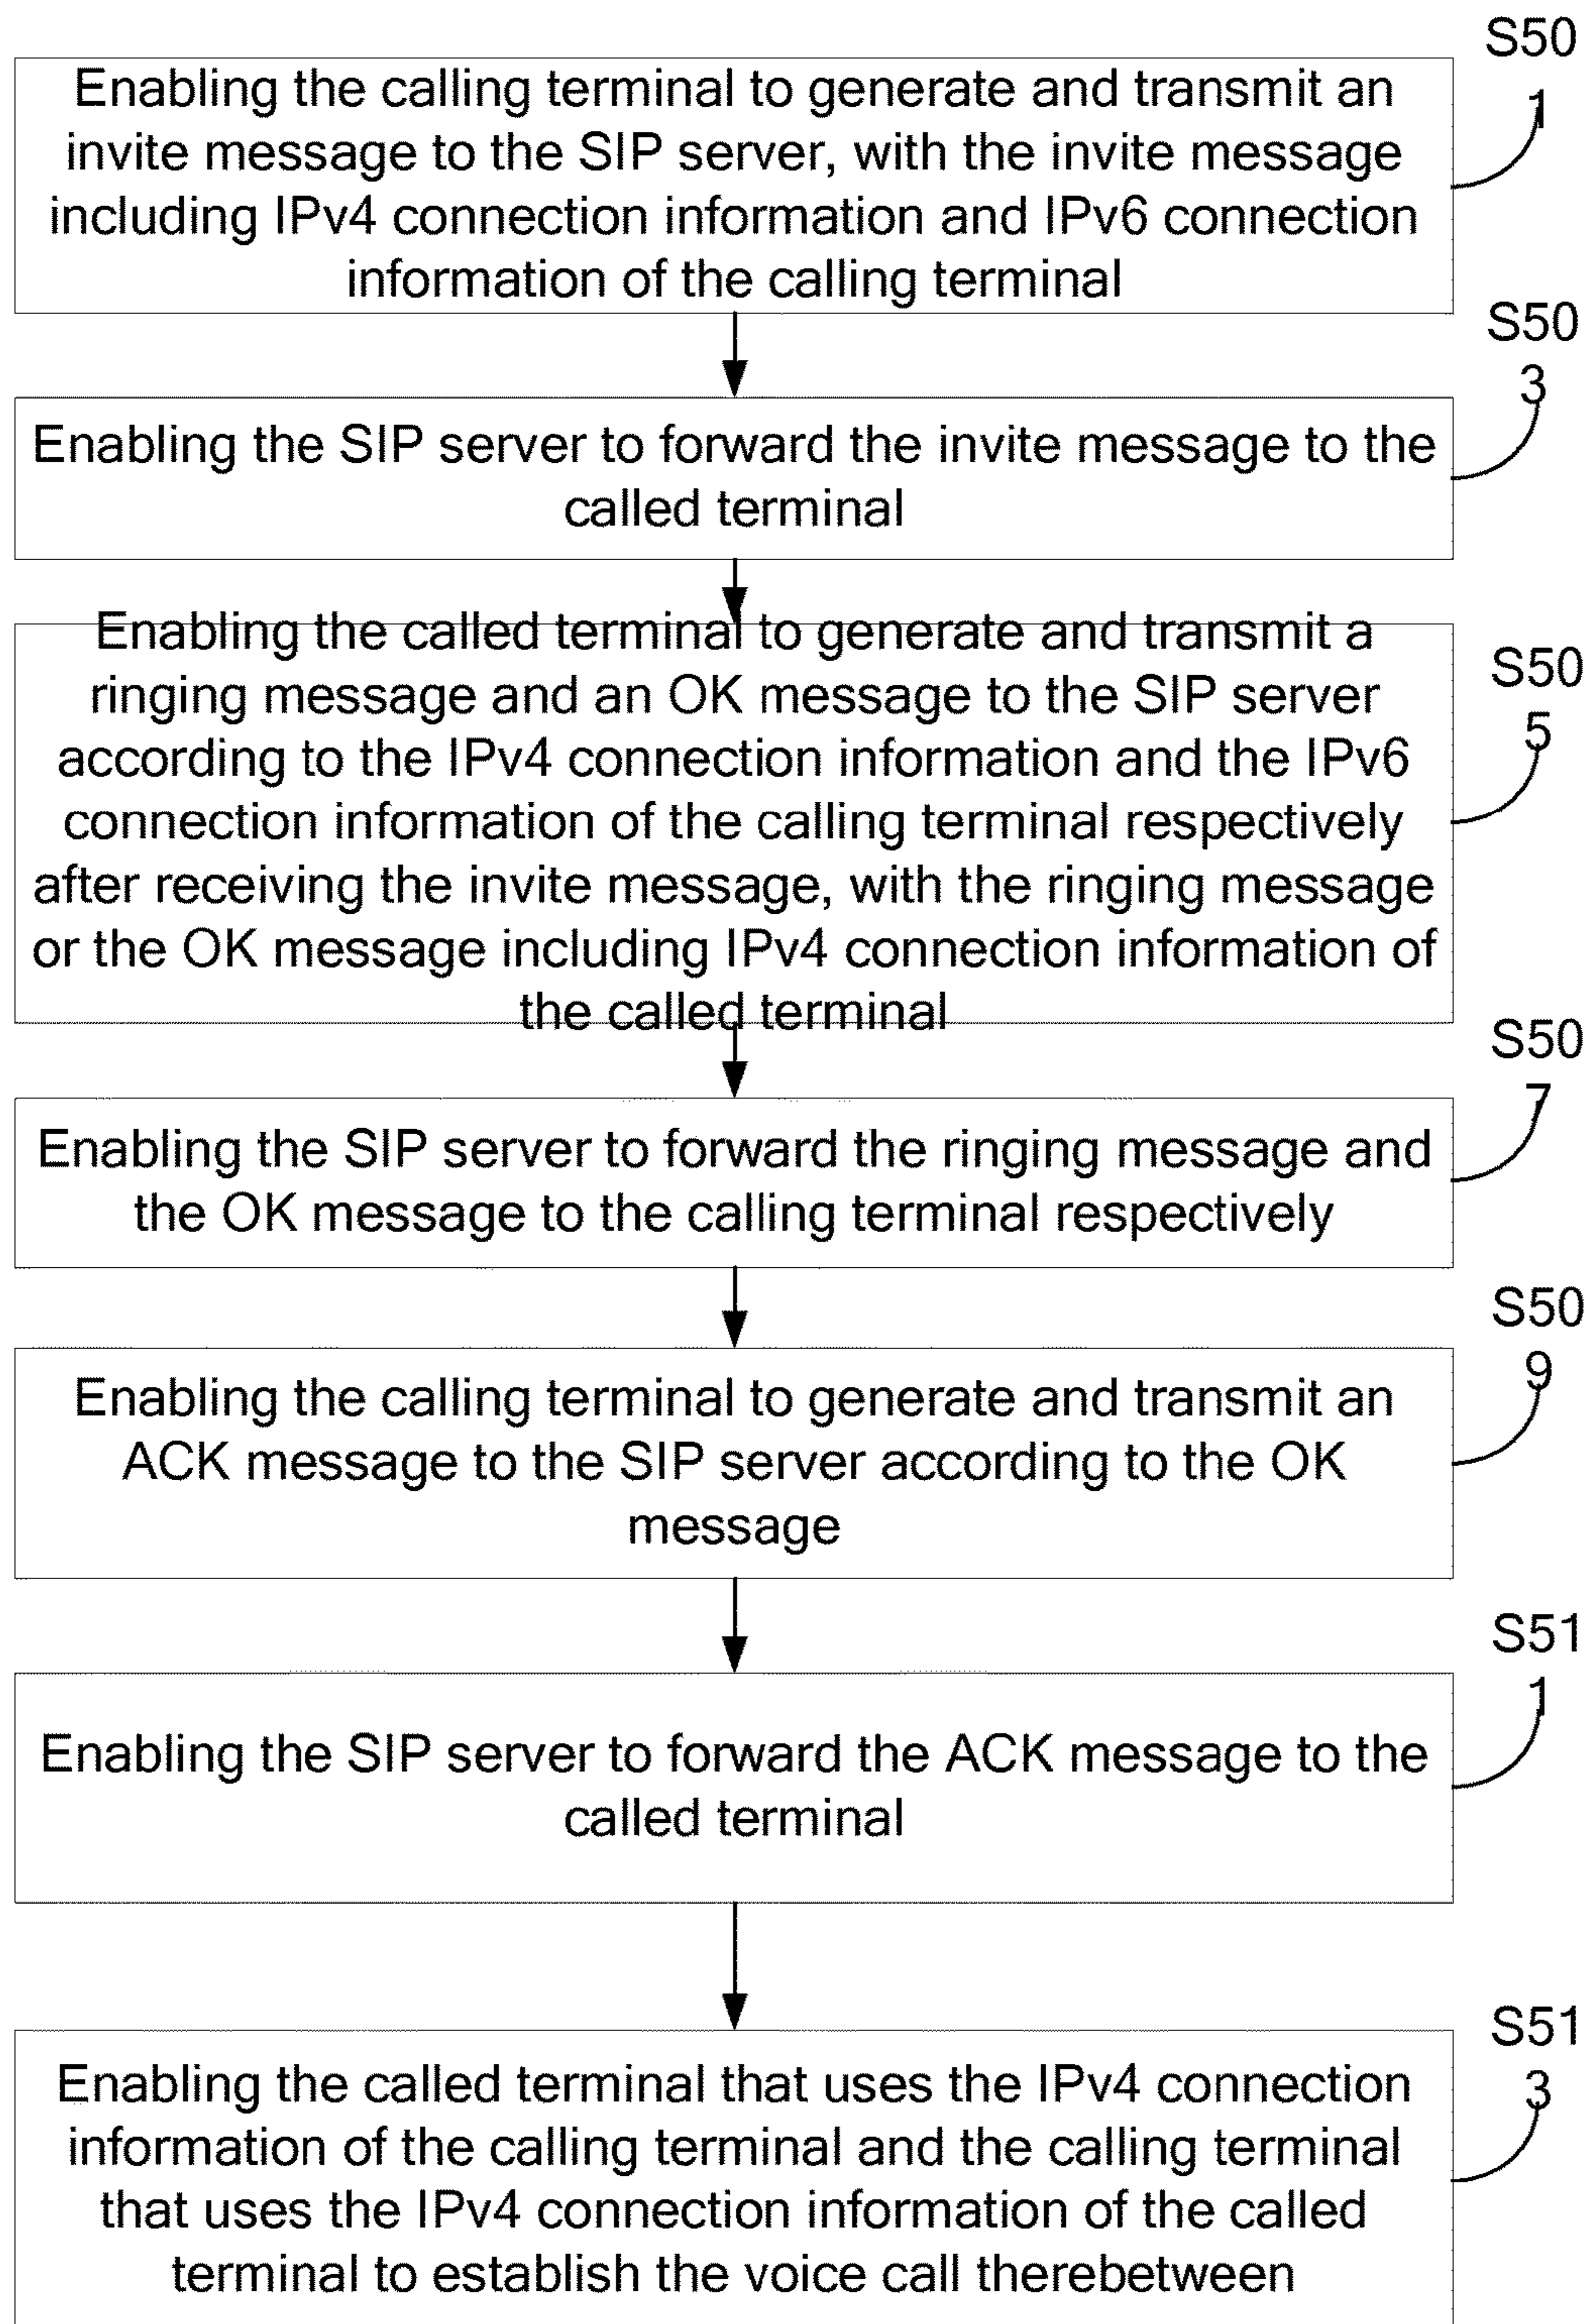 S50
1
Enabling the calling terminal to generate and transmit an
invite message to the SIP server, with the invite message
including IPv4 connection information and IPv6 connection
information of the calling terminal
S50
3
Enabling the SIP server to forward the invite message to the
called terminal
Enabling the called terminal to generate and transmit a
ringing message and an OK message to the SIP server
according to the IPv4 connection information and the IPv6
connection information of the calling terminal respectively
after receiving the invite message, with the ringing message
or the OK message including IPv4 connection information of
the called terminal
S50
5
S50
7
Enabling the SIP server to forward the ringing message and
the OK message to the calling terminal respectively
S50
9
Enabling the calling terminal to generate and transmit an
ACK message to the SIP server according to the OK
message
S51
1
Enabling the SIP server to forward the ACK message to the
called terminal
S51
3
Enabling the called terminal that uses the IPv4 connection
information of the calling terminal and the calling terminal
that uses the IPv4 connection information of the called
terminal to establish the voice call therebetween